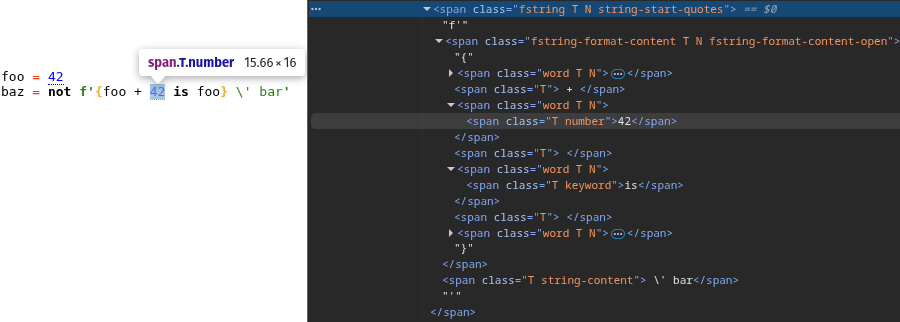 span.T.number 15.66 × 16
foo = 42
baz = not f'{foo + 42 is foo} \' bar'
⋯ ▼<span class="fstring T N string-start-quotes"> == $0
"f'"
▼<span class="fstring-format-content T N fstring-format-content-open">
"{"
▶<span class="word T N">⋯</span>
<span class="T"> + </span>
▼<span class="word T N">
<span class="T number">42</span>
</span>
<span class="T"> </span>
▼<span class="word T N">
<span class="T keyword">is</span>
</span>
<span class="T"> </span>
▶<span class="word T N">⋯</span>
"}"
</span>
<span class="T string-content"> \' bar</span>
"'"
</span>